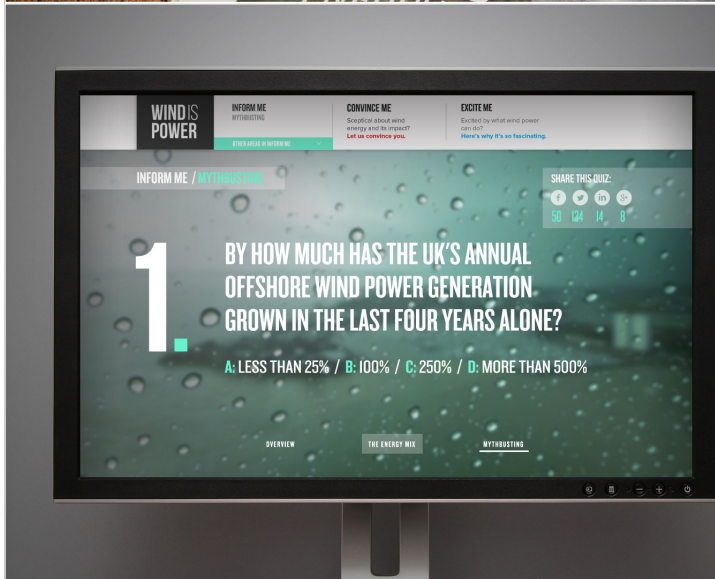 WIND IS
POWER
INFORM ME
MYTHBUSTING
OTHER AREAS IN INFORM ME
CONVINCE ME
Sceptical about wind
energy and its impact?
Let us convince you.
EXCITE ME
Excited by what wind power
can do?
Here's why it's so fascinating.
INFORM ME / MYTHBUSTING
SHARE THIS QUIZ:
f in g+
50 134 14 8
1.
BY HOW MUCH HAS THE UK'S ANNUAL
OFFSHORE WIND POWER GENERATION
GROWN IN THE LAST FOUR YEARS ALONE?
A: LESS THAN 25% / B: 100% / C: 250% / D: MORE THAN 500%
OVERVIEW THE ENERGY MIX MYTHBUSTING